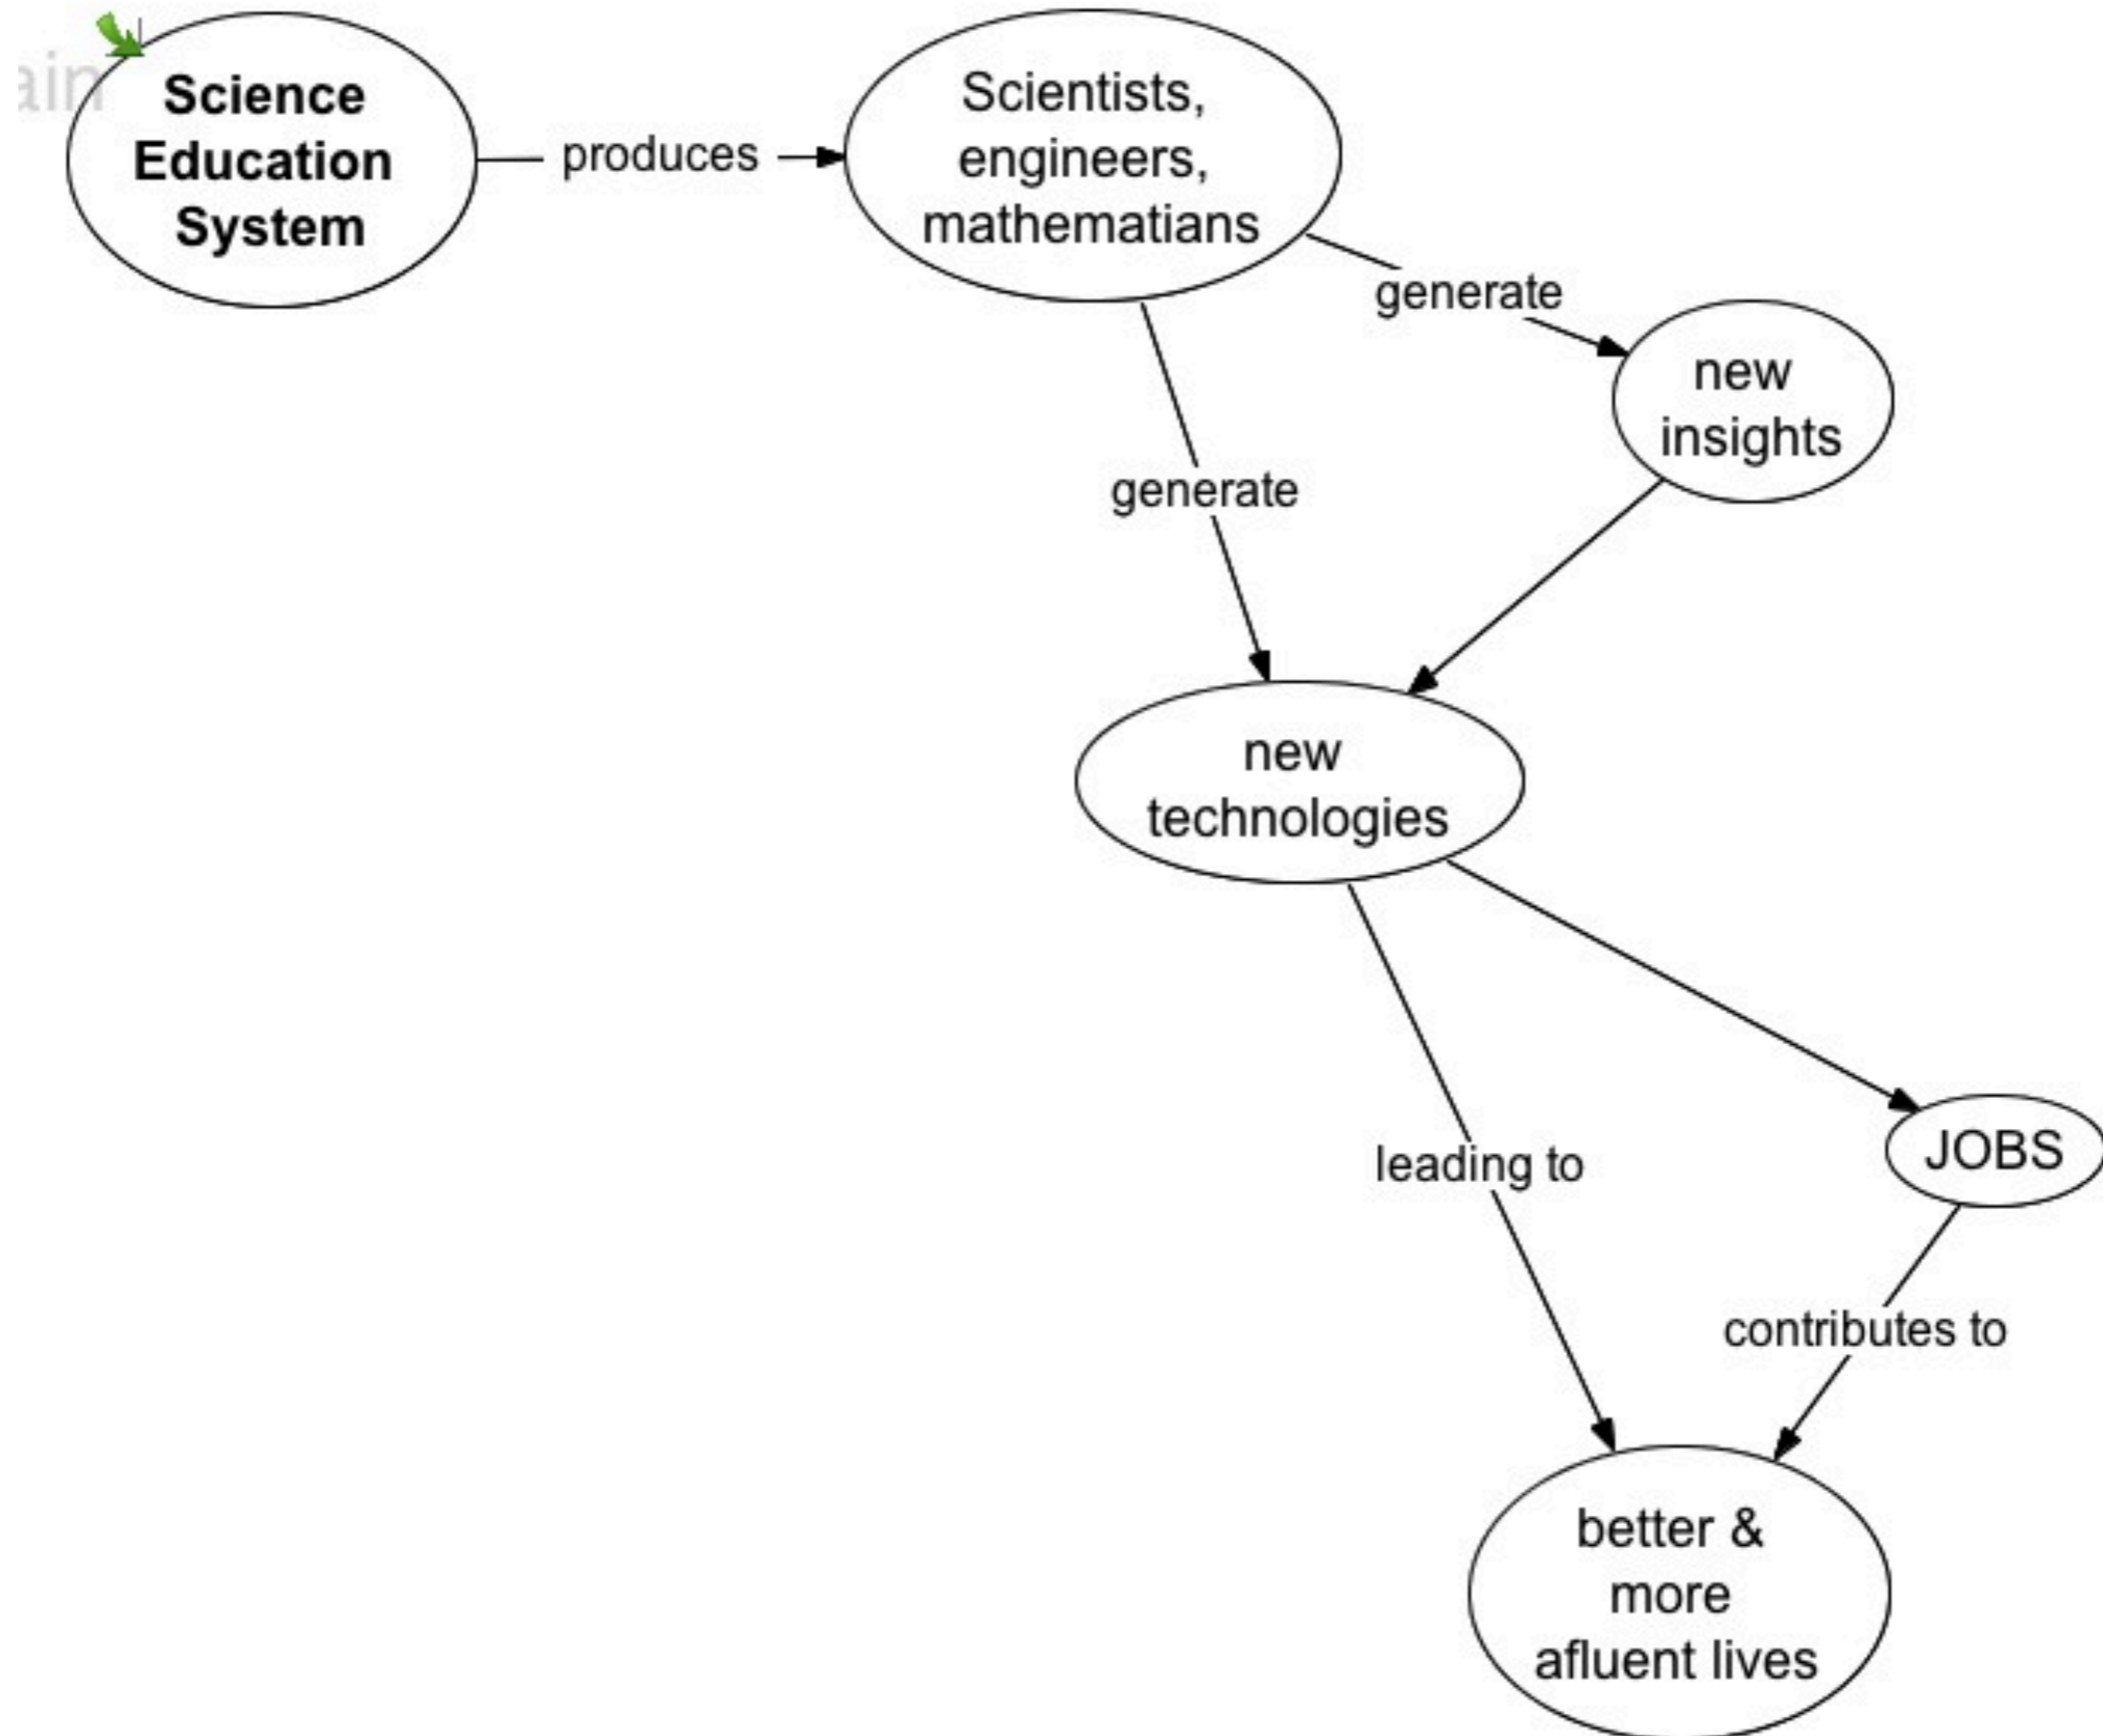 ain
Science
Education
System
produces
Scientists,
engineers,
mathematians
generate
new
insights
generate
new
technologies
JOBS
leading to
contributes to
better &
more
afluent lives